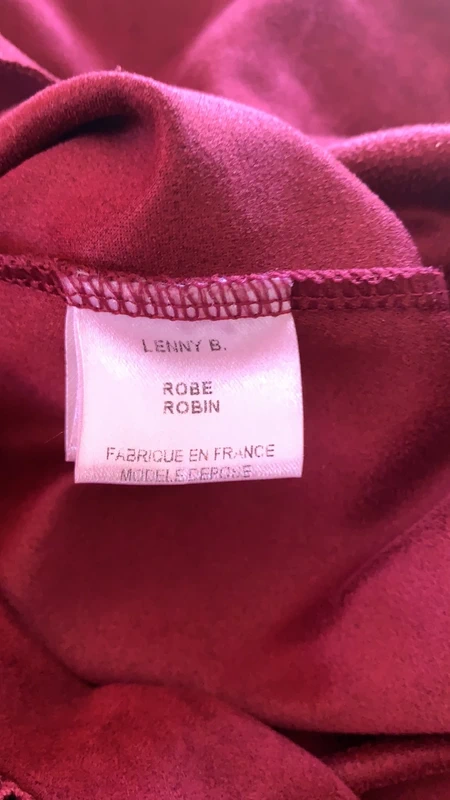 LENNY B.
ROBE
ROBIN
FABRIQUE EN FRANCE
MODELE DEPOSE